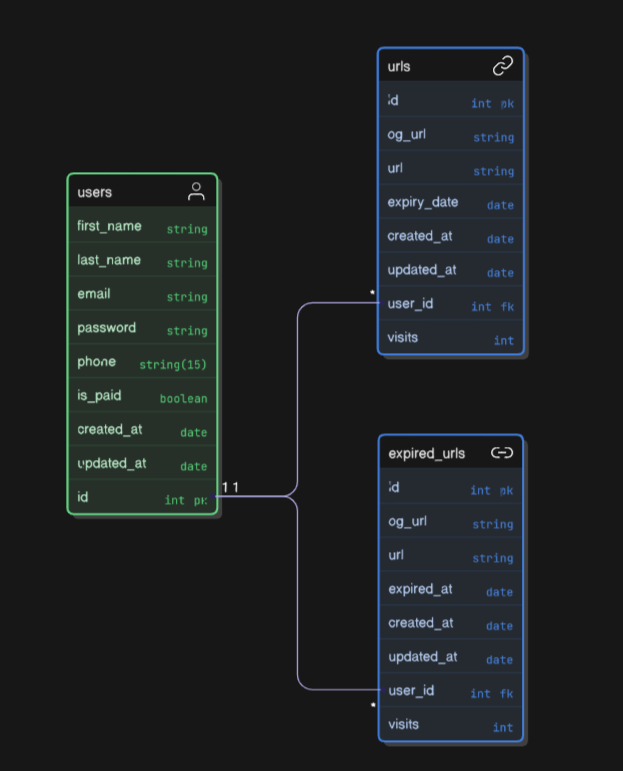 urls
id int pk
og_url string
url string
expiry_date date
created_at date
updated_at date
* user_id int fk
visits int
users
first_name string
last_name string
email string
password string
phone string(15)
is_paid boolean
created_at date
updated_at date
id int pk
1 1
expired_urls
id int pk
og_url string
url string
expired_at date
created_at date
updated_at date
user_id int fk
*
visits int